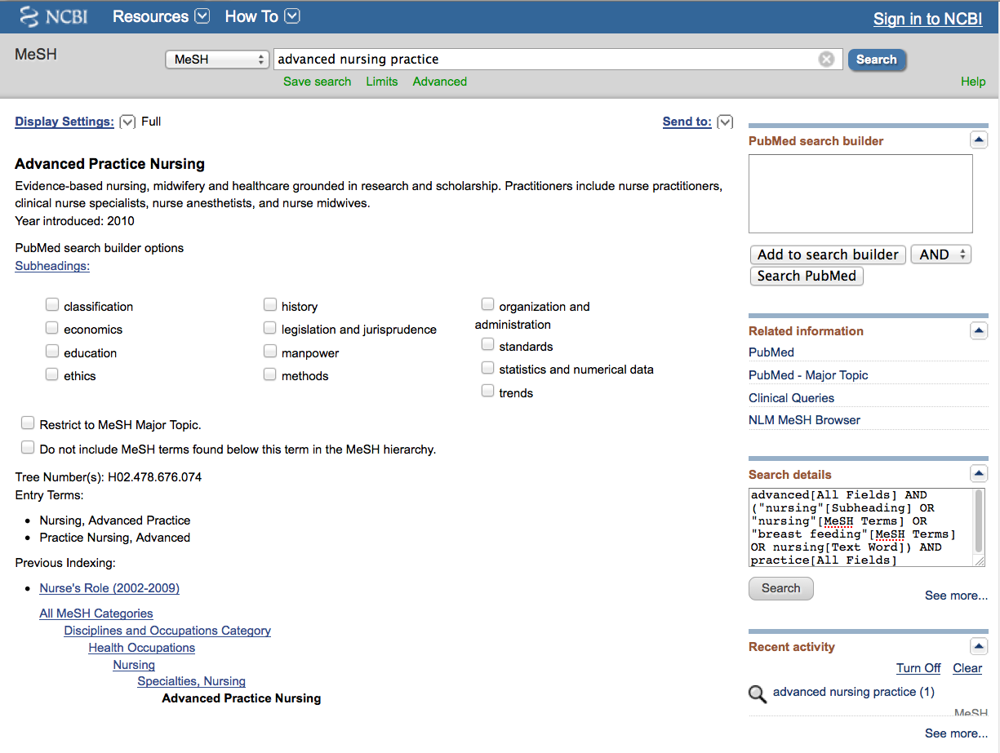 NCBI Resources How To Sign in to NCBI
MeSH MeSH advanced nursing practice Search
Save search Limits Advanced Help
Display Settings: Full Send to:
Advanced Practice Nursing
Evidence-based nursing, midwifery and healthcare grounded in research and scholarship. Practitioners include nurse practitioners,
clinical nurse specialists, nurse anesthetists, and nurse midwives.
Year introduced: 2010
PubMed search builder options
Subheadings:
classification
economics
education
ethics
history
legislation and jurisprudence
manpower
methods
organization and
administration
standards
statistics and numerical data
trends
Restrict to MeSH Major Topic.
Do not include MeSH terms found below this term in the MeSH hierarchy.
Tree Number(s): H02.478.676.074
Entry Terms:
Nursing, Advanced Practice
Practice Nursing, Advanced
Previous Indexing:
Nurse's Role (2002-2009)
All MeSH Categories
Disciplines and Occupations Category
Health Occupations
Nursing
Specialties, Nursing
Advanced Practice Nursing
PubMed search builder
Add to search builder AND
Search PubMed
Related information
PubMed
PubMed - Major Topic
Clinical Queries
NLM MeSH Browser
Search details
advanced[All Fields] AND
("nursing"[Subheading] OR
"nursing"[MeSH Terms] OR
"breast feeding"[MeSH Terms]
OR nursing[Text Word]) AND
practice[All Fields]
Search
See more...
Recent activity
Turn Off Clear
advanced nursing practice (1)
MeSH
See more...